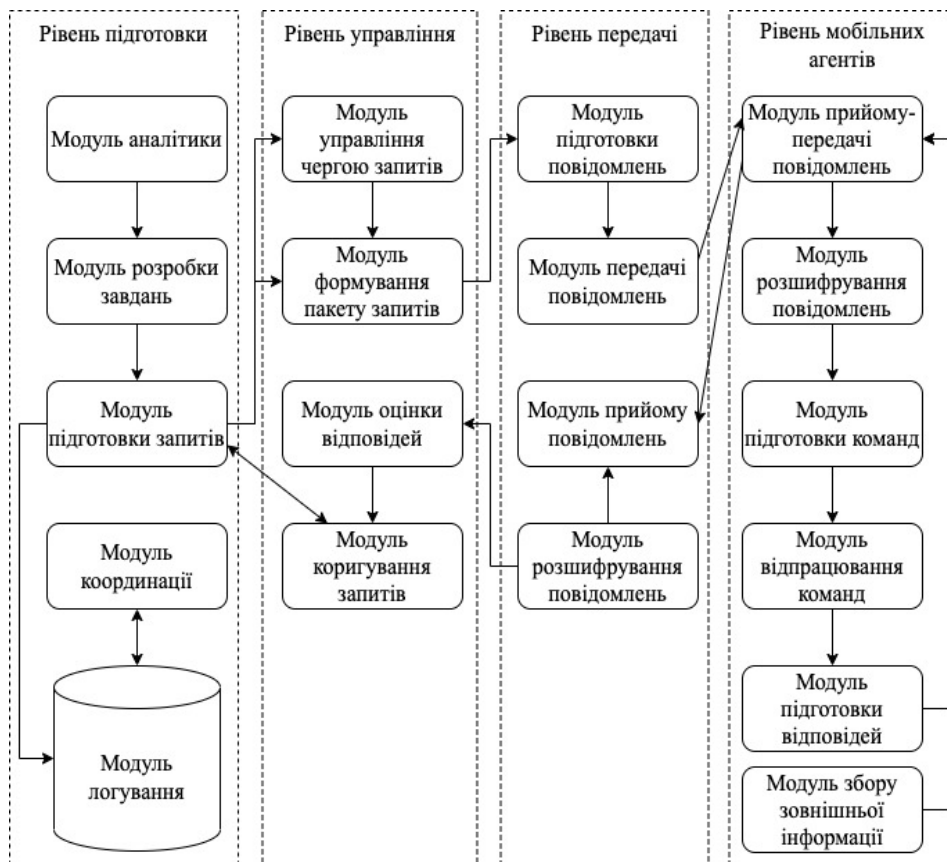 Рівень підготовки
Модуль аналітики
Модуль розробки
завдань
Модуль
підготовки запитів
Модуль
координації
Модуль
логування
Рівень управління
Модуль
управління
чергою запитів
Модуль
формування
пакету запитів
Модуль оцінки
відповідей
Модуль
коригування
запитів
Рівень передачі
Модуль
підготовки
повідомлень
Модуль передачі
повідомлень
Модуль прийому
повідомлень
Модуль
розшифрування
повідомлень
Рівень мобільних
агентів
Модуль прийому-
передачі
повідомлень
Модуль
розшифрування
повідомлень
Модуль
підготовки команд
Модуль
відпрацювання
команд
Модуль
підготовки
відповідей
Модуль збору
зовнішньої
інформації